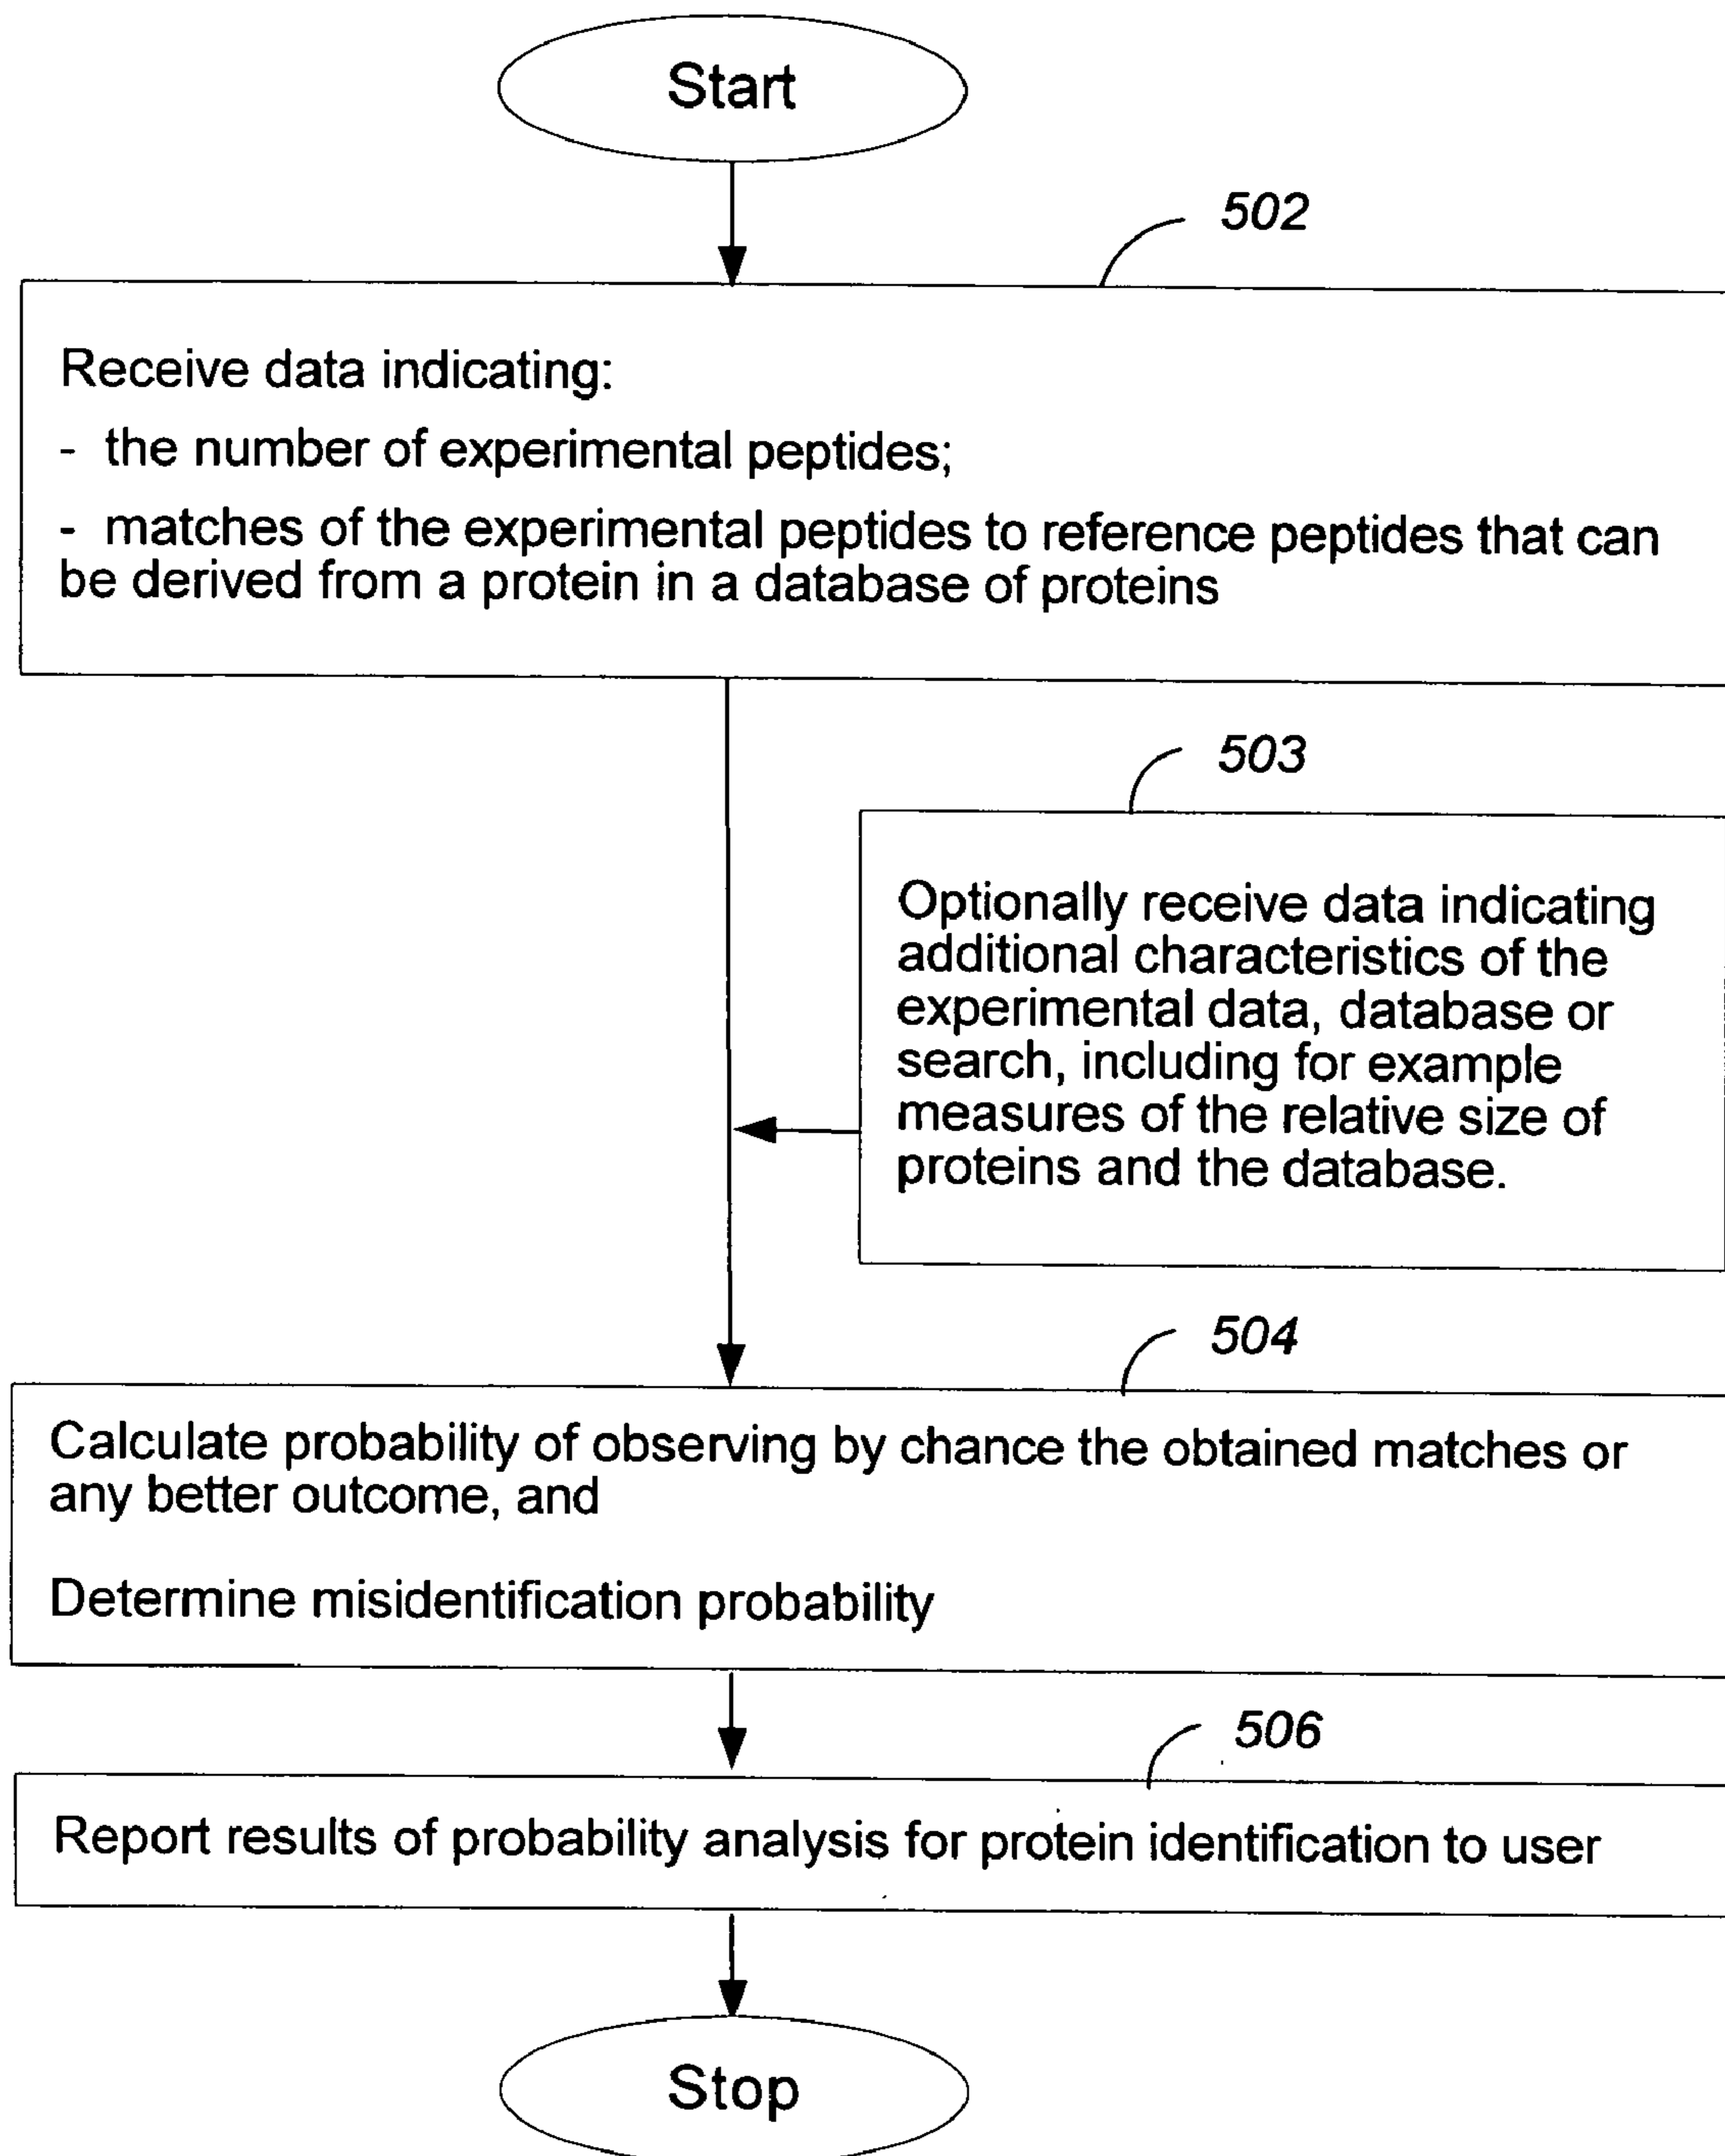 Start
502
Receive data indicating:
- the number of experimental peptides;
- matches of the experimental peptides to reference peptides that can
be derived from a protein in a database of proteins
503
Optionally receive data indicating
additional characteristics of the
experimental data, database or
search, including for example
measures of the relative size of
proteins and the database.
504
Calculate probability of observing by chance the obtained matches or
any better outcome, and
Determine misidentification probability
506
Report results of probability analysis for protein identification to user
Stop